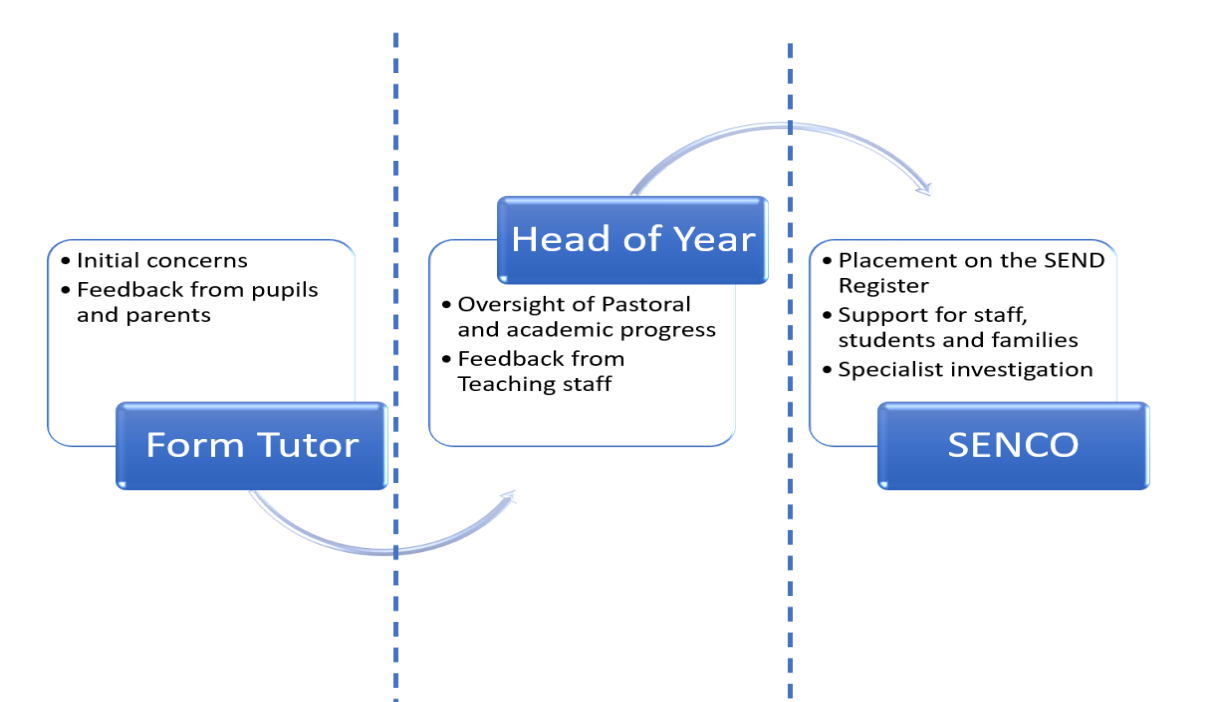 • Initial concerns
• Feedback from pupils
and parents
Form Tutor
Head of Year
• Oversight of Pastoral
and academic progress
• Feedback from
Teaching staff
• Placement on the SEND
Register
• Support for staff,
students and families
• Specialist investigation
SENCO